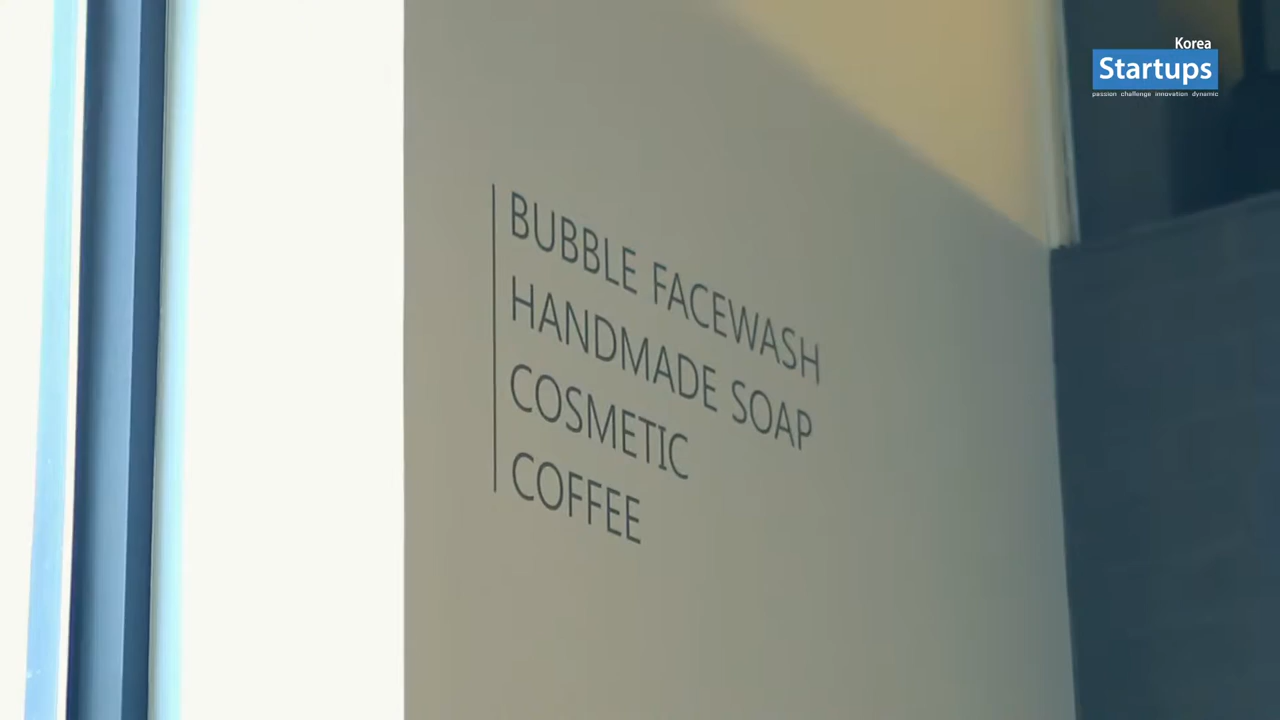 Korea
Startups
passion challenge innovation dynamic
BUBBLE FACEWASH
HANDMADE SOAP
COSMETIC
COFFEE